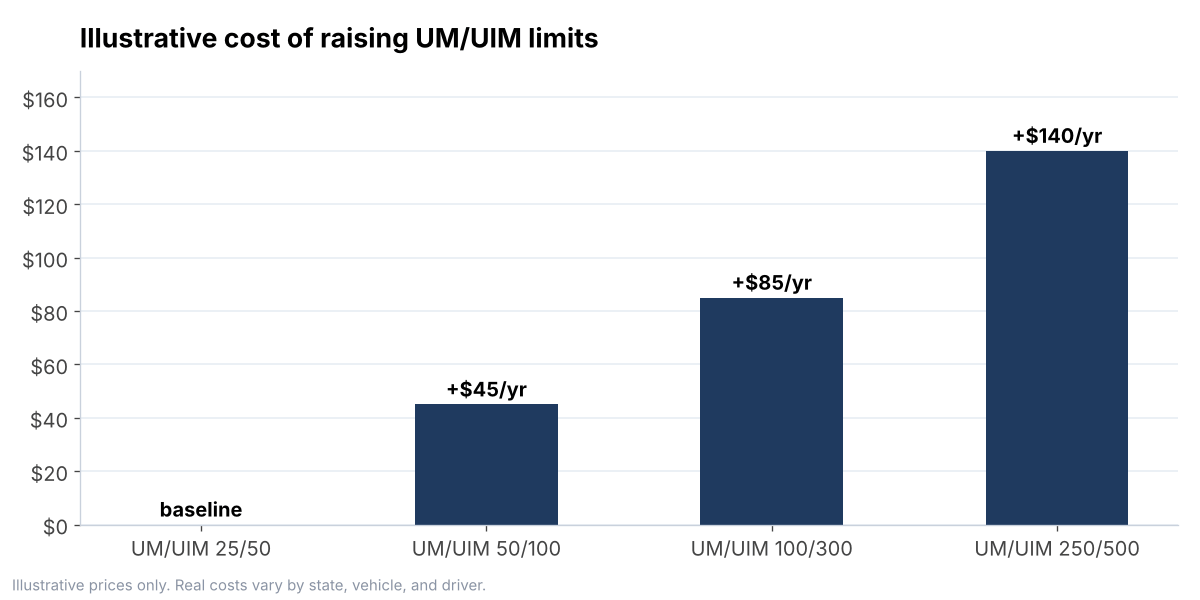 Illustrative cost of raising UM/UIM limits
$160
$140
$120
$100
$80
$60
$40
$20
$0
baseline
+$45/yr
+$85/yr
+$140/yr
UM/UIM 25/50
UM/UIM 50/100
UM/UIM 100/300
UM/UIM 250/500
Illustrative prices only. Real costs vary by state, vehicle, and driver.